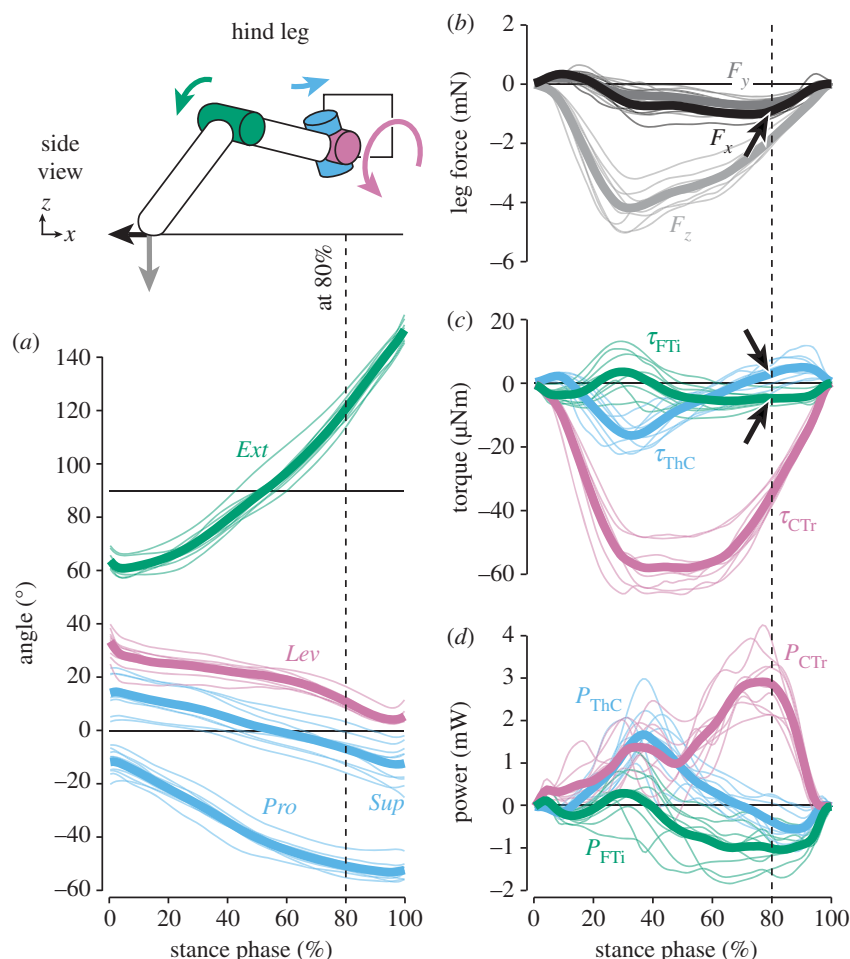 hind leg
side
view
z
x
at 80%
(a)
140
120
100
80
60
40
20
0
–20
–40
–60
angle (°)
Ext
Lev
Pro
Sup
0 20 40 60 80 100
stance phase (%)
(b)
2
0
–2
–4
–6
leg force (mN)
Fy
Fx
Fz
(c)
20
0
–20
–40
–60
torque (μNm)
τFTi
τThC
τCTr
(d)
4
3
2
1
0
–1
–2
power (mW)
PCTr
PThC
PFTi
0 20 40 60 80 100
stance phase (%)